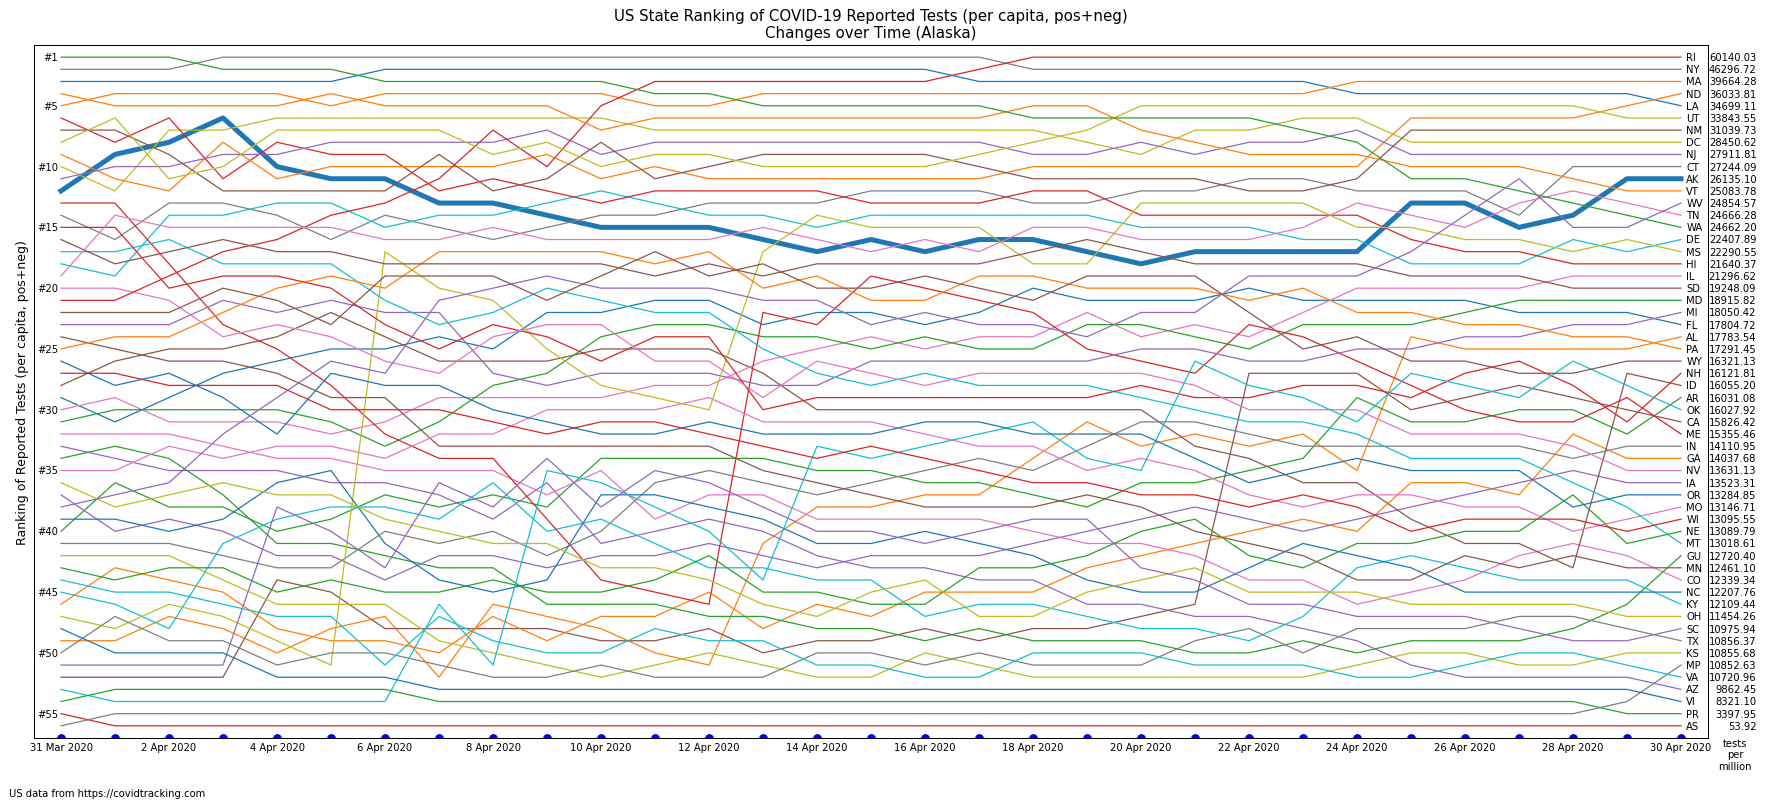 US State Ranking of COVID-19 Reported Tests (per capita, pos+neg)
Changes over Time (Alaska)
Ranking of Reported Tests (per capita, pos+neg)
#1
#5
#10
#15
#20
#25
#30
#35
#40
#45
#50
#55
RI 60140.03
NY 46296.72
MA 39664.28
ND 36033.81
LA 34699.11
UT 33843.55
NM 31039.73
DC 28450.62
NJ 27911.81
CT 27244.09
AK 26135.10
VT 25083.78
WV 24854.57
TN 24666.28
WA 24662.20
DE 22407.89
MS 22290.55
HI 21640.37
IL 21296.62
SD 19248.09
MD 18915.82
MI 18050.42
FL 17804.72
AL 17783.54
PA 17291.45
WY 16321.13
NH 16121.81
ID 16055.20
AR 16031.08
OK 16027.92
CA 15826.42
ME 15355.46
IN 14110.95
GA 14037.68
NV 13631.13
IA 13523.31
OR 13284.85
MO 13146.71
WI 13095.55
NE 13089.79
MT 13018.61
GU 12720.40
MN 12461.10
CO 12339.34
NC 12207.76
KY 12109.44
OH 11454.26
SC 10975.94
TX 10856.37
KS 10855.68
MP 10852.63
VA 10720.96
AZ 9862.45
VI 8321.10
PR 3397.95
AS 53.92
31 Mar 2020 2 Apr 2020 4 Apr 2020 6 Apr 2020 8 Apr 2020 10 Apr 2020 12 Apr 2020 14 Apr 2020 16 Apr 2020 18 Apr 2020 20 Apr 2020 22 Apr 2020 24 Apr 2020 26 Apr 2020 28 Apr 2020 30 Apr 2020
tests
per
million
US data from https://covidtracking.com